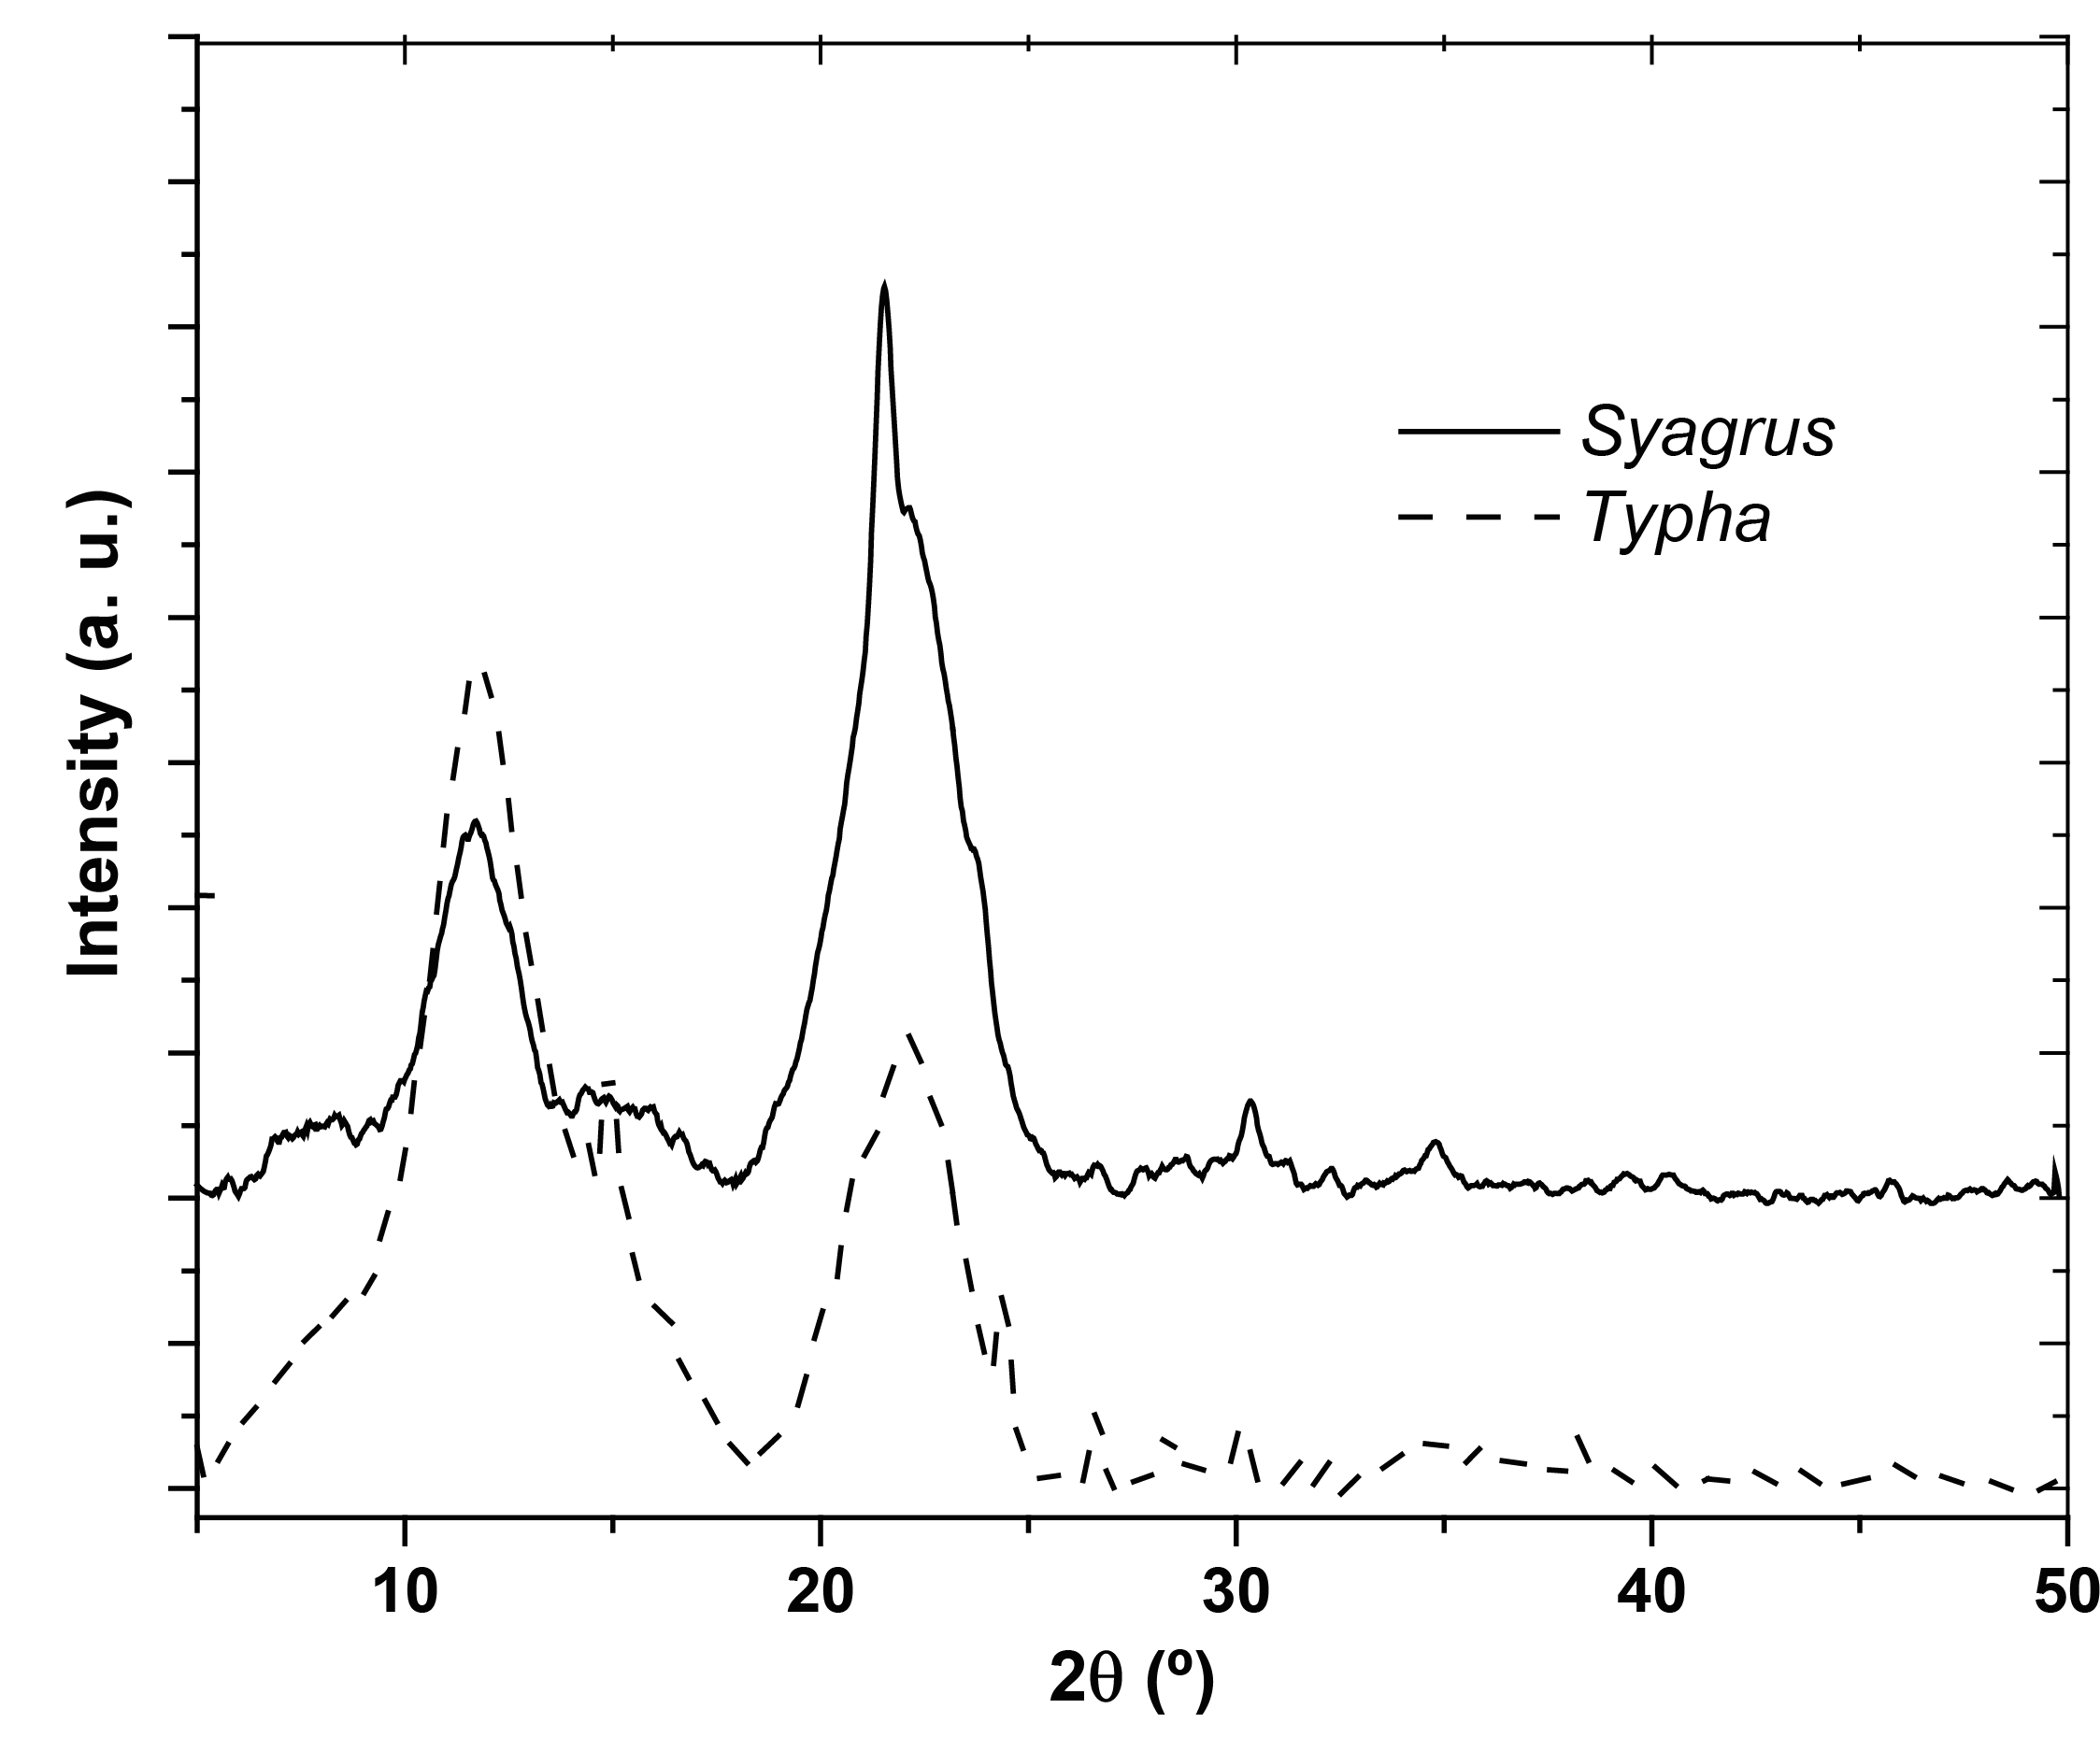 Intensity (a. u.)
Syagrus
Typha
10 20 30 40 50
2θ (º)